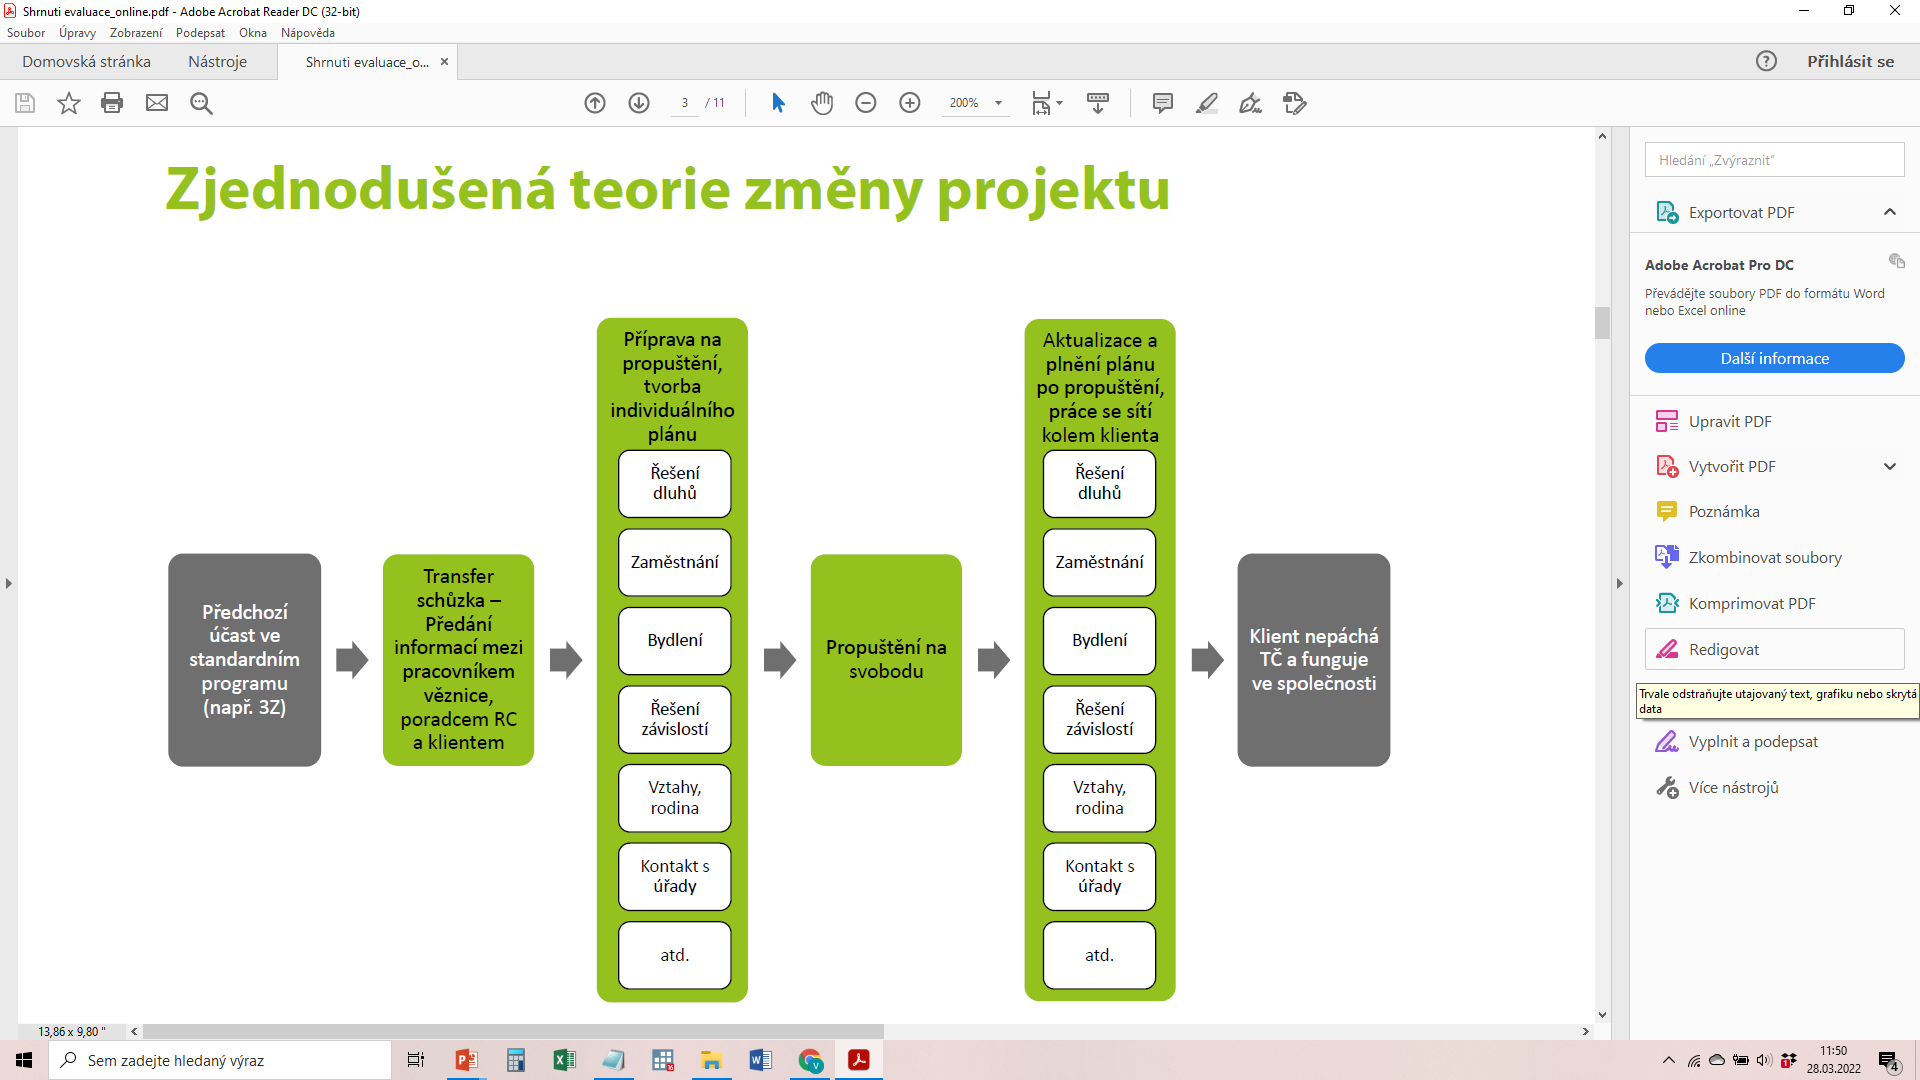 Shrnuti evaluace_online.pdf - Adobe Acrobat Reader DC (32-bit)
Soubor Úpravy Zobrazení Podepsat Okna Nápověda
Domovská stránka Nástroje Shrnuti evaluace_o... × Přihlásit se
3 / 11 200%
Zjednodušená teorie změny projektu
Předchozí
účast ve
standardním
programu
(např. 3Z)
Transfer
schůzka –
Předání
informací mezi
pracovníkem
věznice,
poradcem RC
a klientem
Příprava na
propuštění,
tvorba
individuálního
plánu
Řešení
dluhů
Zaměstnání
Bydlení
Řešení
závislostí
Vztahy,
rodina
Kontakt s
úřady
atd.
Propuštění na
svobodu
Aktualizace a
plnění plánu
po propuštění,
práce se sítí
kolem klienta
Řešení
dluhů
Zaměstnání
Bydlení
Řešení
závislostí
Vztahy,
rodina
Kontakt s
úřady
atd.
Klient nepáchá
TČ a funguje
ve společnosti
Hledání „Zvýraznit"
Exportovat PDF
Adobe Acrobat Pro DC
Převádějte soubory PDF do formátu Word
nebo Excel online
Další informace
Upravit PDF
Vytvořit PDF
Poznámka
Zkombinovat soubory
Komprimovat PDF
Redigovat
Trvale odstraňujte utajovaný text, grafiku nebo skrytá
data
Vyplnit a podepsat
Více nástrojů
13,86 x 9,80 "
Sem zadejte hledaný výraz
11:50
28.03.2022
4